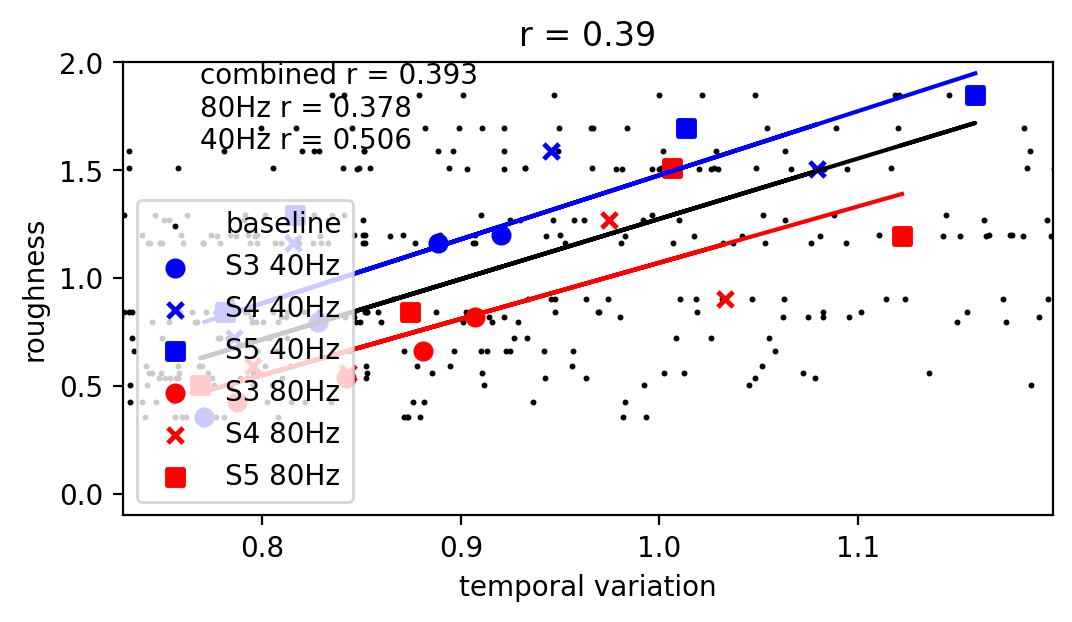 r = 0.39
combined r = 0.393
80Hz r = 0.378
40Hz r = 0.506
roughness
2.0
1.5
1.0
0.5
0.0
baseline
S3 40Hz
S4 40Hz
S5 40Hz
S3 80Hz
S4 80Hz
S5 80Hz
0.8 0.9 1.0 1.1
temporal variation